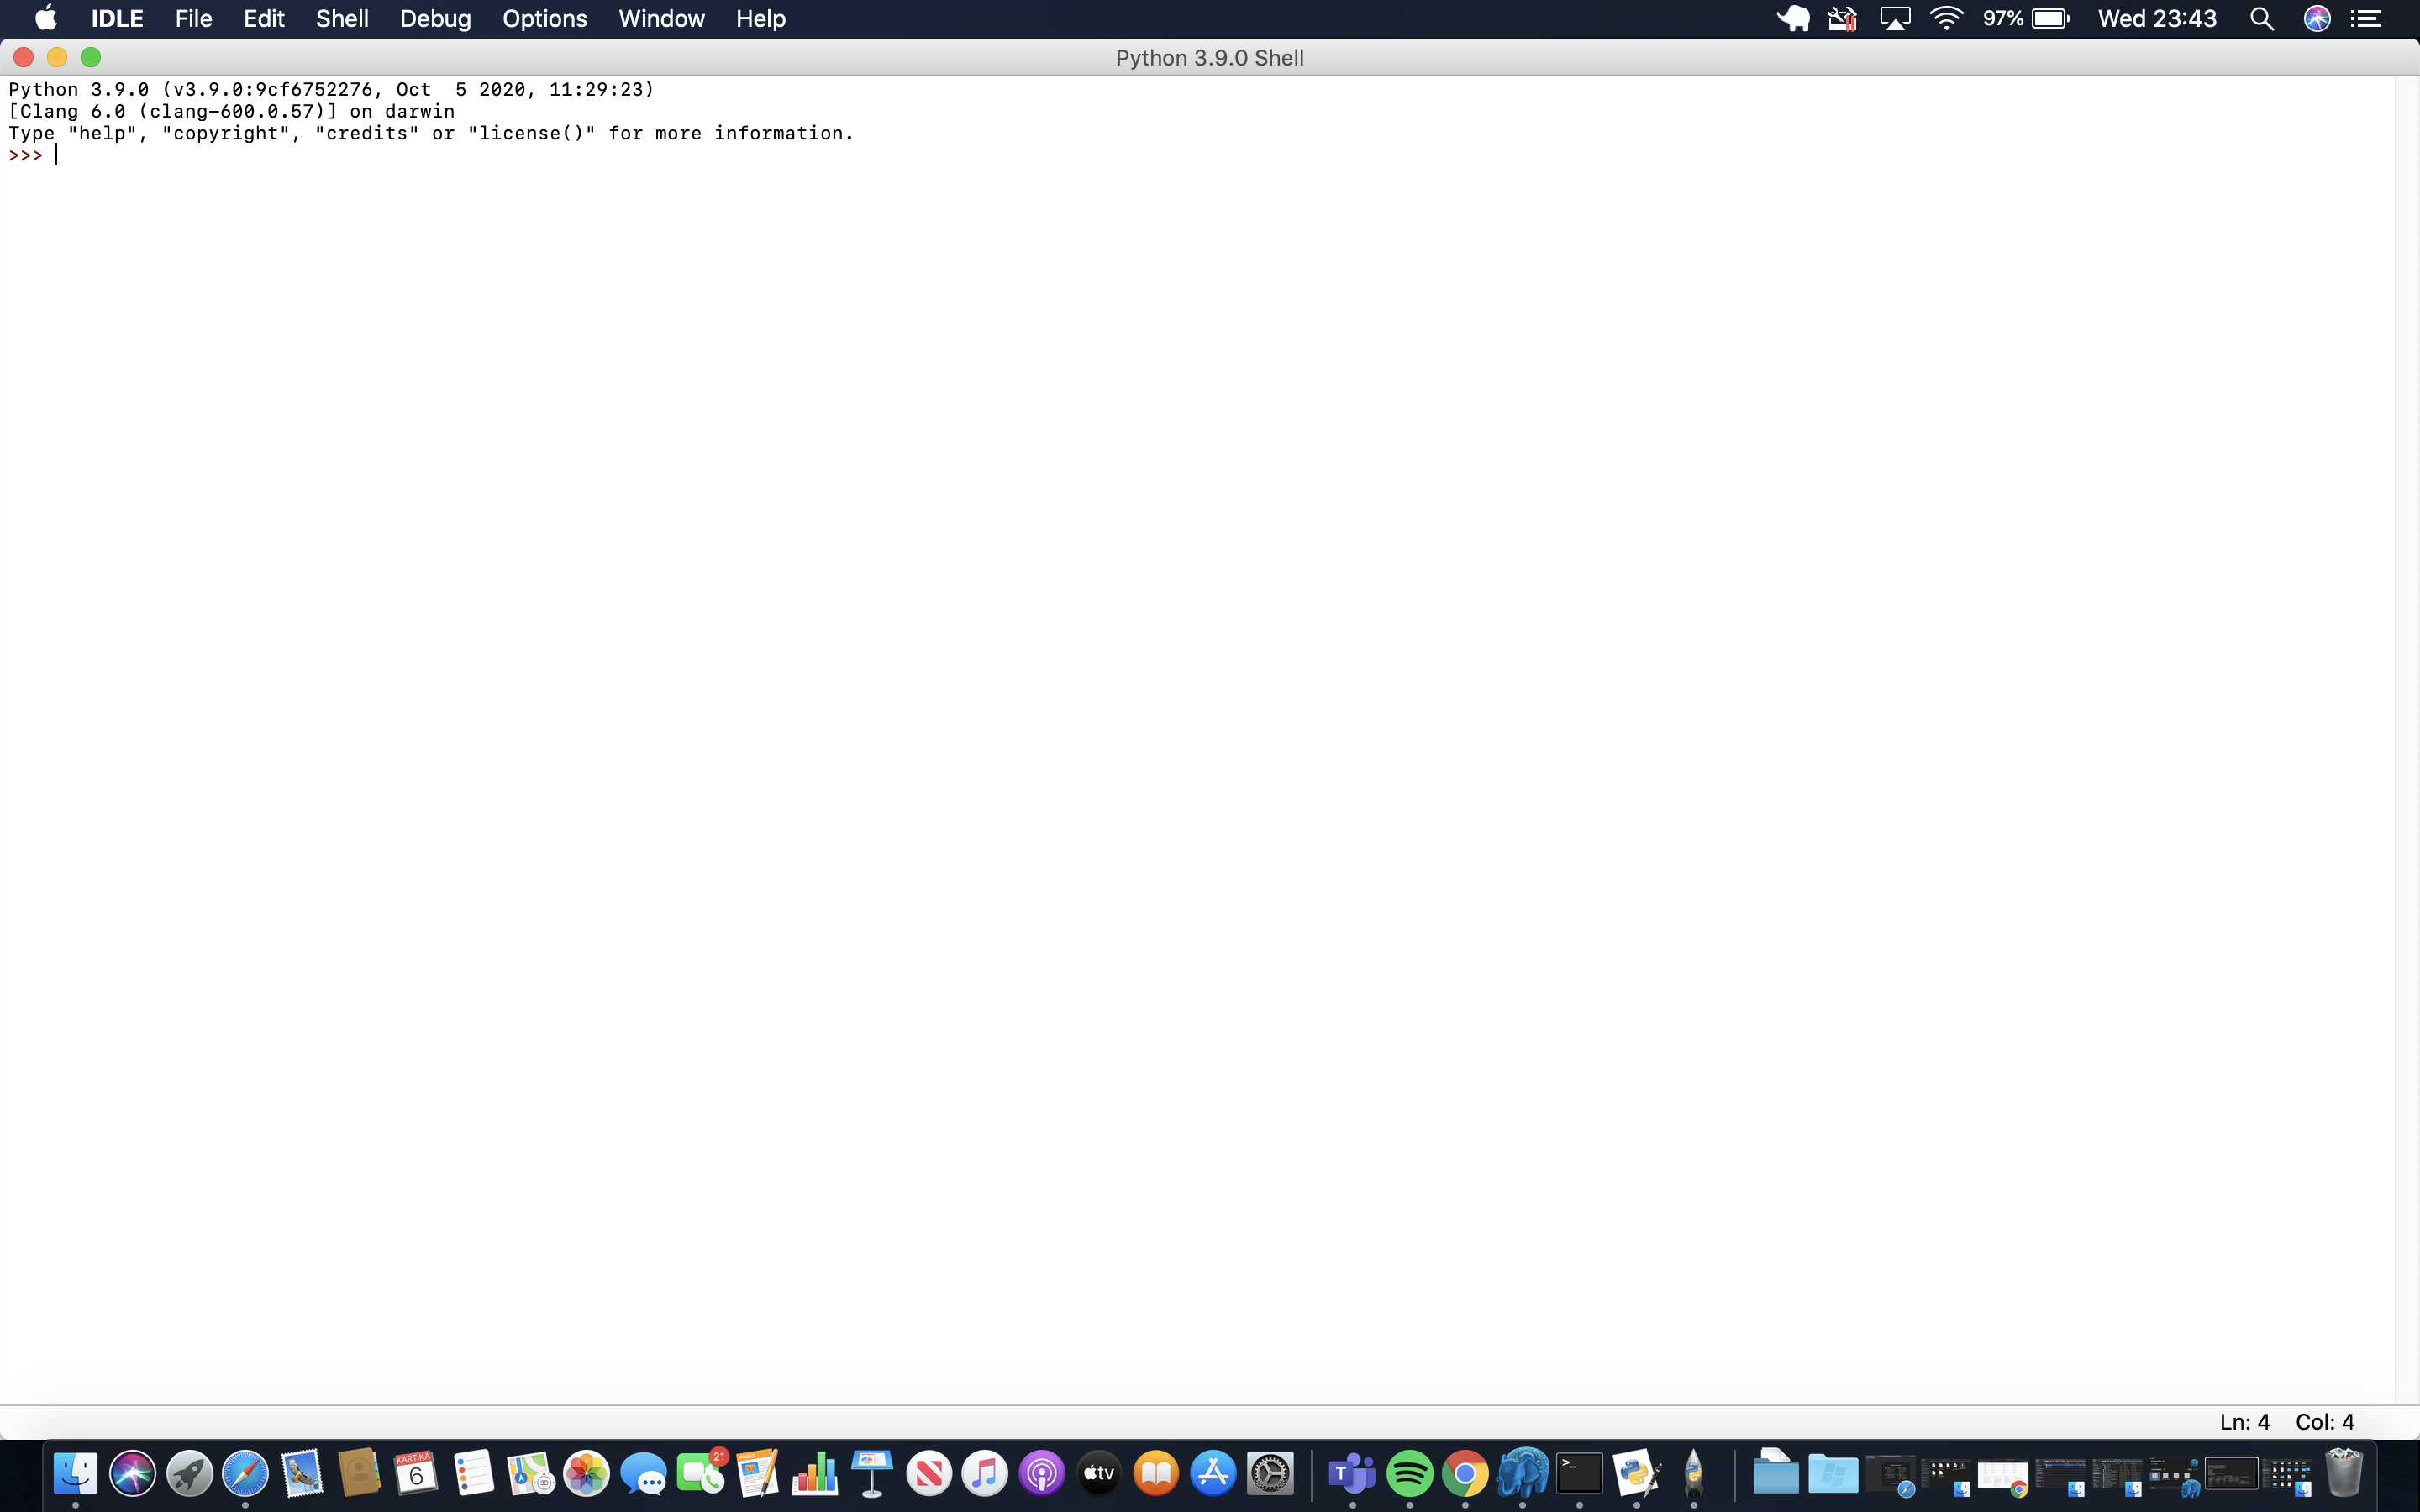 IDLE File Edit Shell Debug Options Window Help 97% Wed 23:43
Python 3.9.0 Shell
Python 3.9.0 (v3.9.0:9cf6752276, Oct  5 2020, 11:29:23)
[Clang 6.0 (clang-600.0.57)] on darwin
Type "help", "copyright", "credits" or "license()" for more information.
>>>
Ln: 4 Col: 4
KARTIKA
6
3D
21
PAGES
tv
T
>_